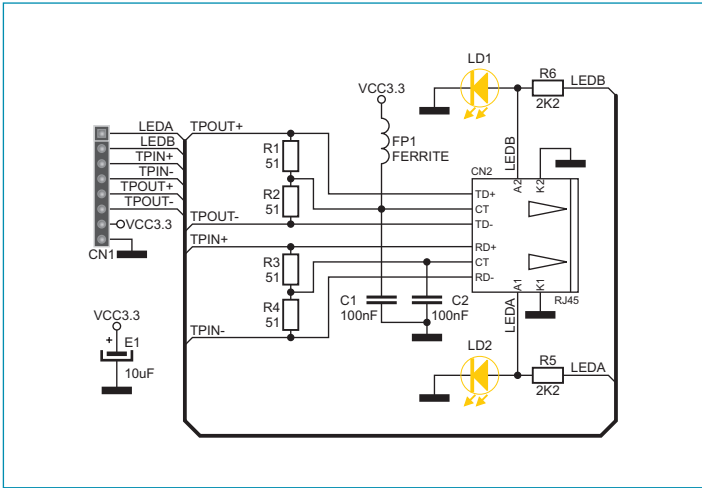 LD1
R6
LEDB
2K2
VCC3.3
FP1
FERRITE
LEDB
LEDA
LEDB
TPIN+
TPIN-
TPOUT+
TPOUT-
VCC3.3
CN1
TPOUT+
R1
51
R2
51
TPOUT-
TPIN+
R3
51
R4
51
TPIN-
CN2
A2
K2
TD+
CT
TD-
RD+
CT
RD-
A1
K1
RJ45
C1
100nF
C2
100nF
LEDA
VCC3.3
+
E1
10uF
LD2
R5
LEDA
2K2